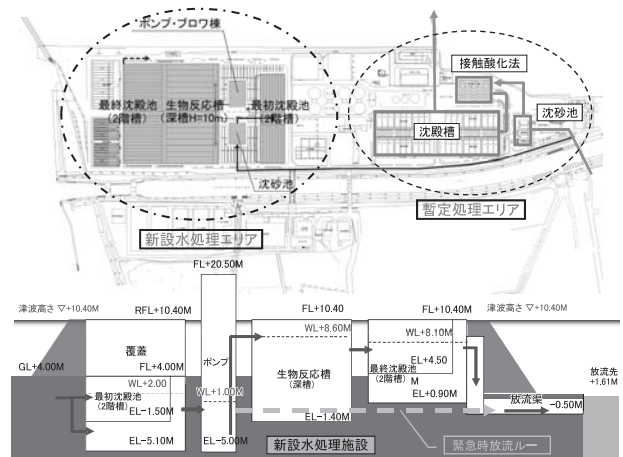 ポンプ・ブロワ棟
接触酸化法
最終沈殿池
(2階槽)
生物反応槽
(深槽H=10m)
最初沈殿池
(2階槽)
沈殿槽
沈砂池
沈砂池
暫定処理エリア
新設水処理エリア
FL+20.50M
津波高さ ▽+10.40M
RFL+10.40M
FL+10.40
FL+10.40M
津波高さ ▽+10.40M
WL+8.60M
WL+8.10M
覆蓋
ポンプ
GL+4.00M
FL+4.00M
生物反応槽
(深槽)
EL+4.50
M
最終沈殿池
(2階槽)
放流先
+1.61M
WL+2.00
WL+1.00M
最初沈殿池
(2階槽)
EL+0.90M
放流渠
-0.50M
EL-1.50M
EL-1.40M
EL-5.10M
EL-5.00M
新設水処理施設
緊急時放流ルー